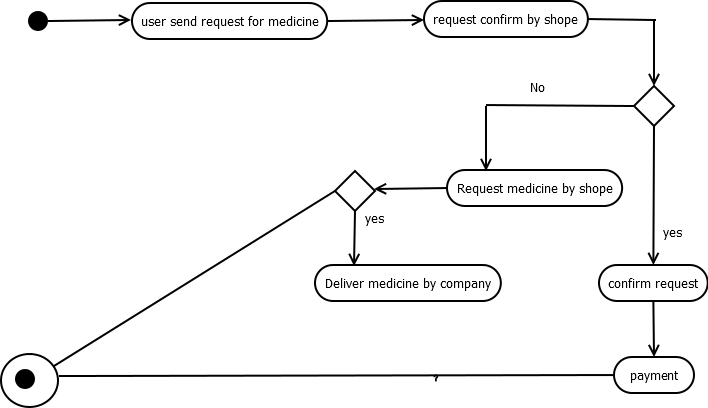 user send request for medicine
request confirm by shope
No
Request medicine by shope
yes
yes
Deliver medicine by company
confirm request
payment